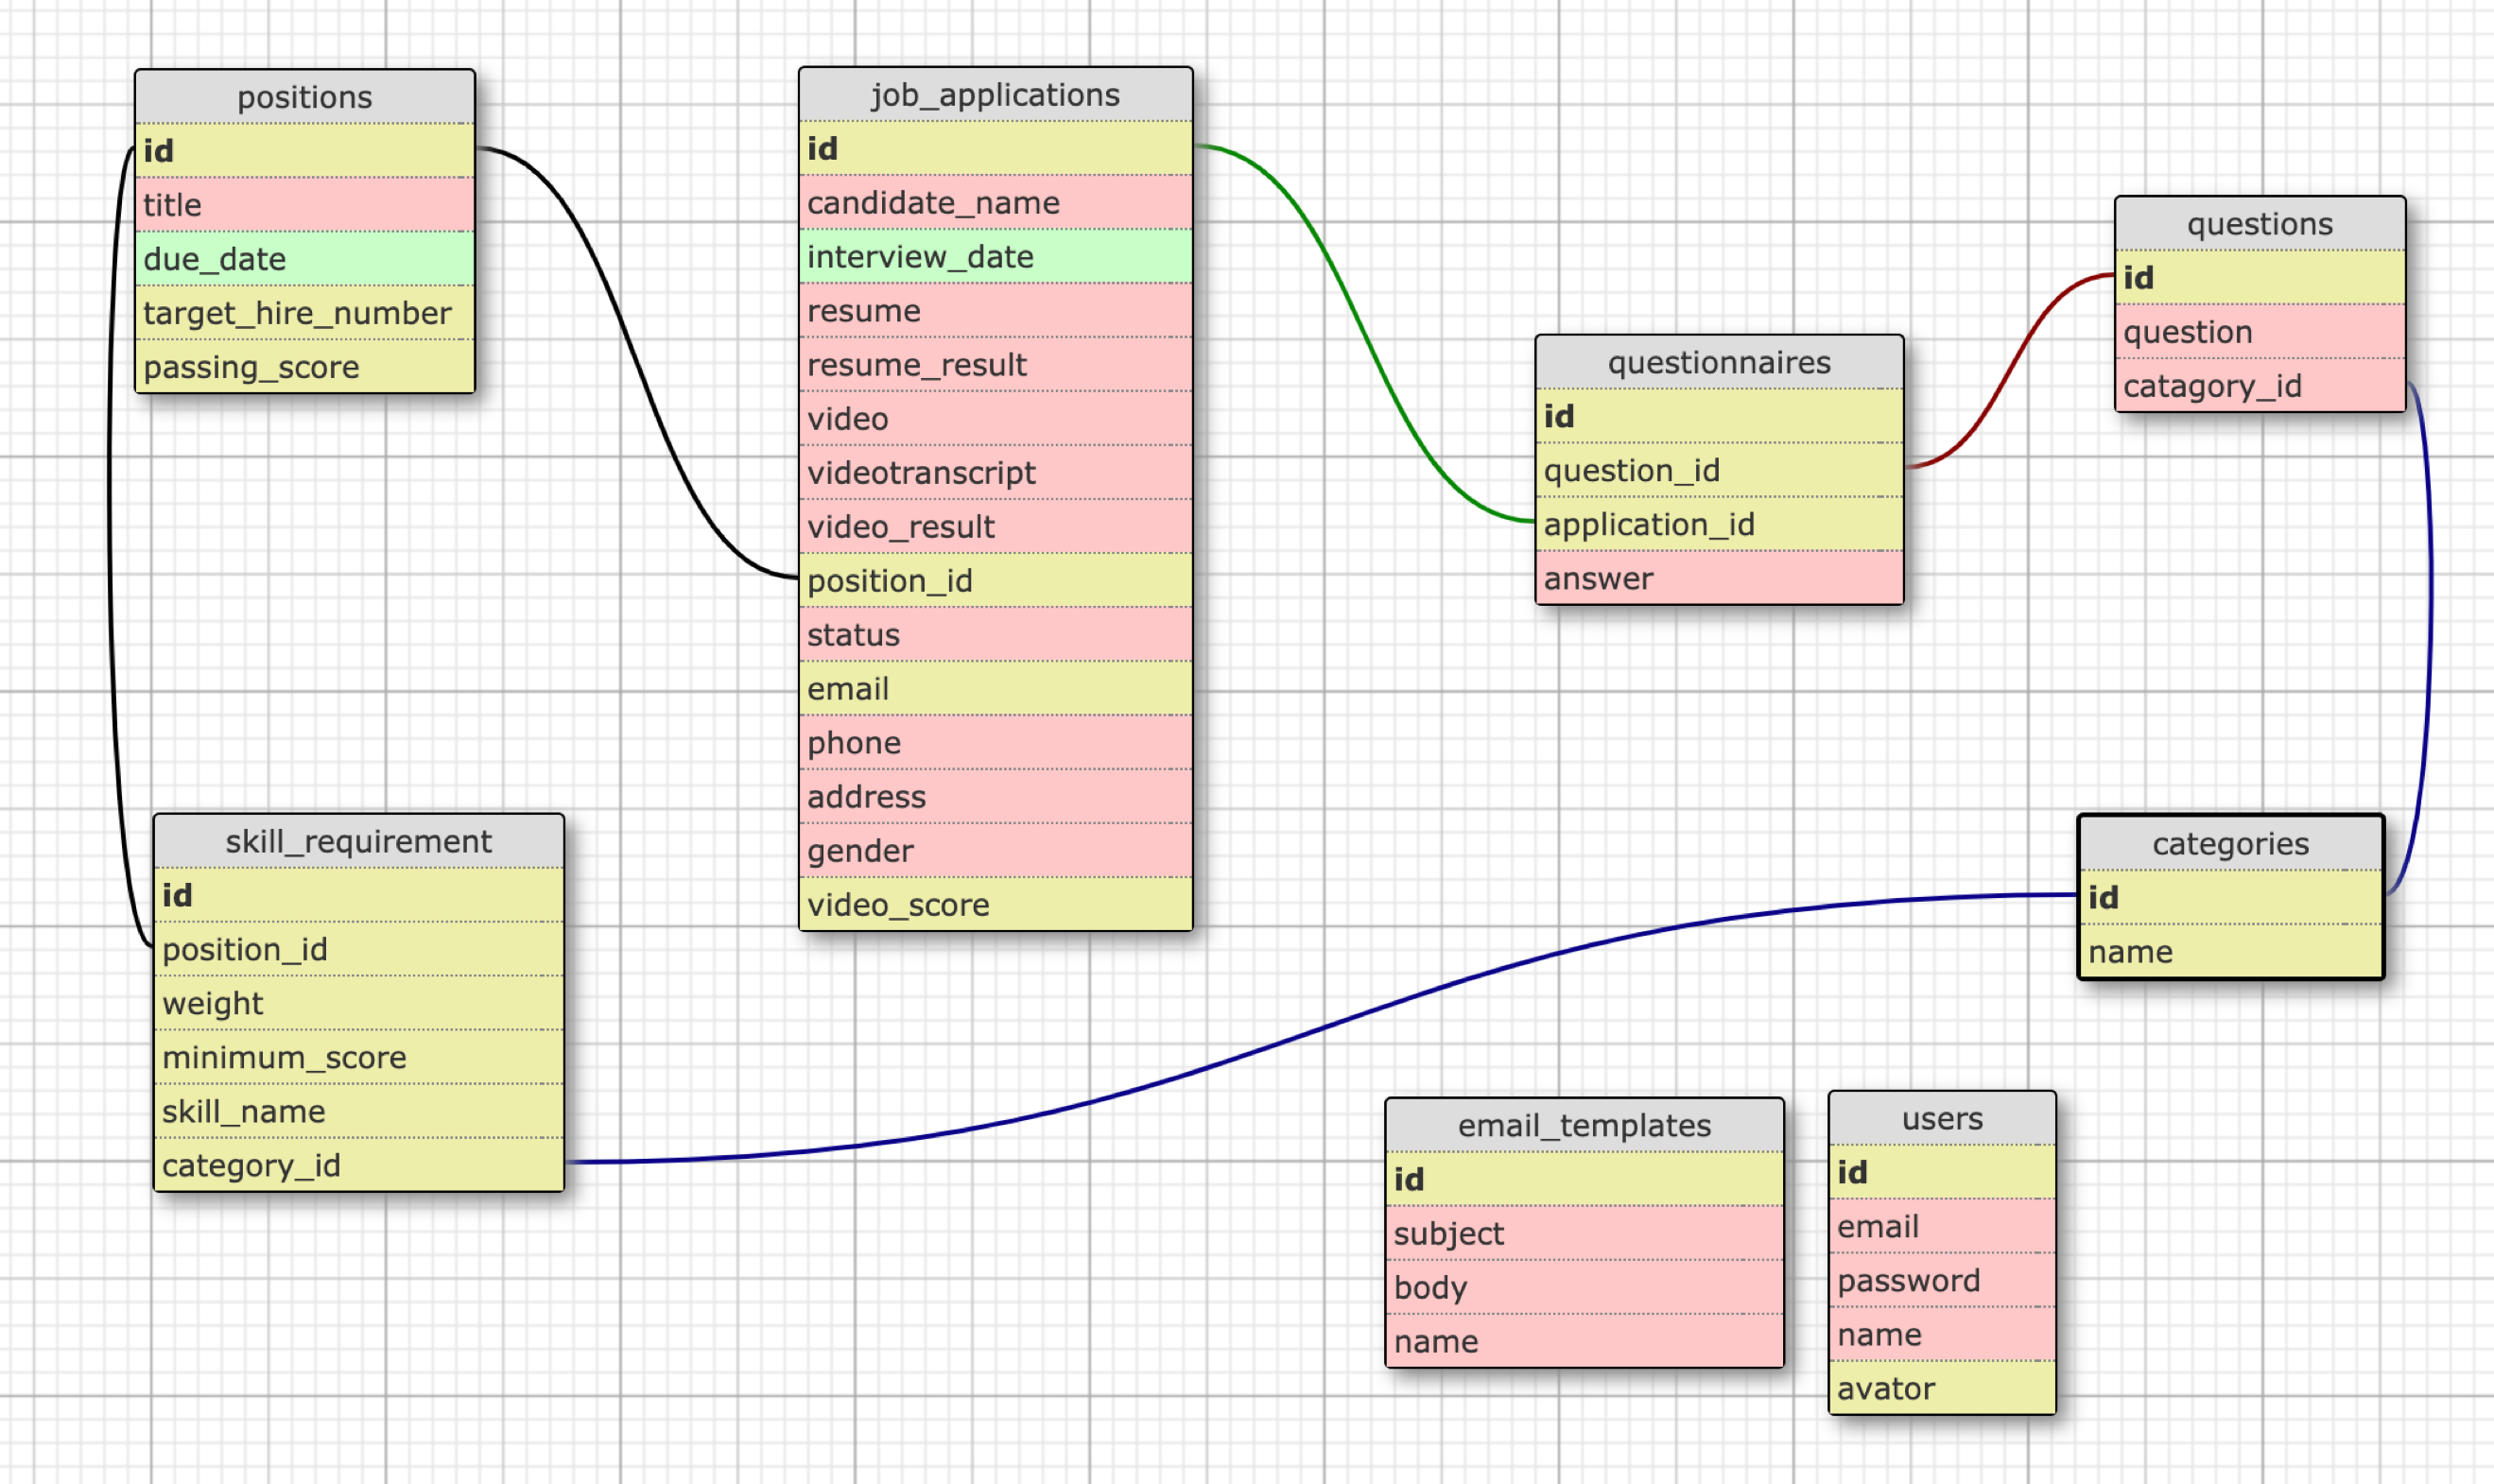 positions
id
title
due_date
target_hire_number
passing_score
job_applications
id
candidate_name
interview_date
resume
resume_result
video
videotranscript
video_result
position_id
status
email
phone
address
gender
video_score
questionnaires
id
question_id
application_id
answer
questions
id
question
catagory_id
skill_requirement
id
position_id
weight
minimum_score
skill_name
category_id
categories
id
name
email_templates
id
subject
body
name
users
id
email
password
name
avator